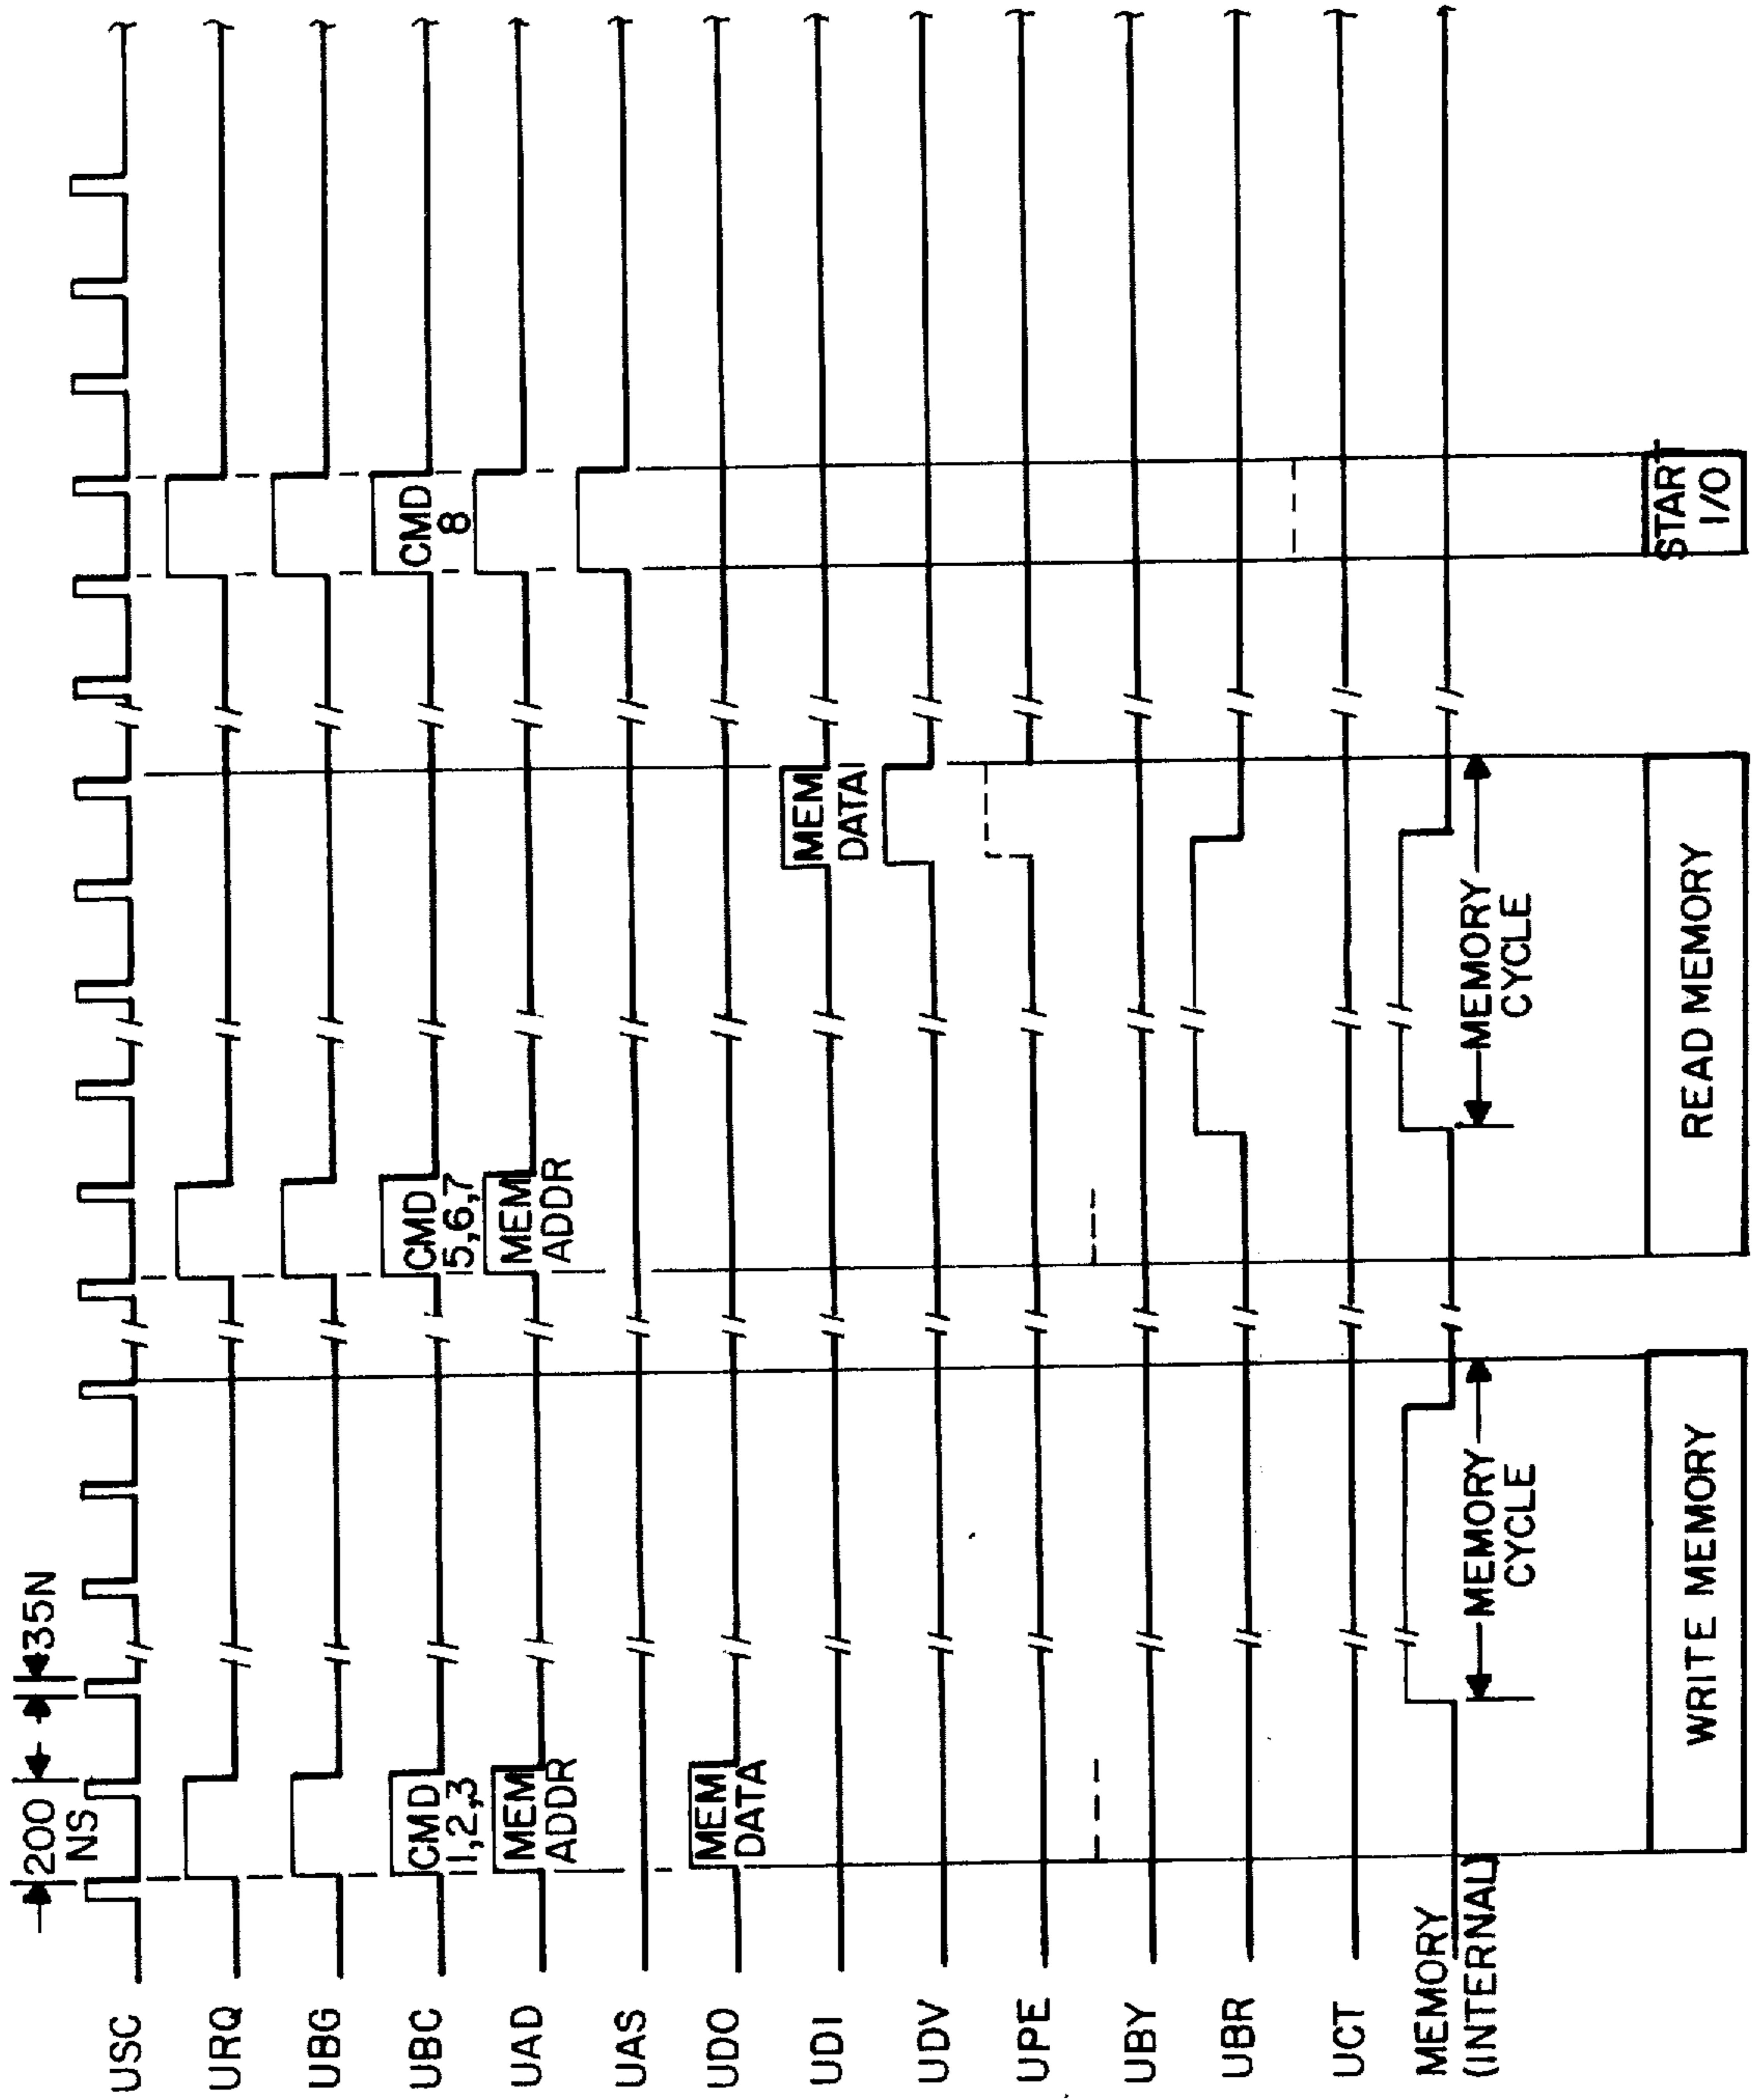 200
NS
35N
USC
URQ
UBG
UBC
CMD
11,2,3
CMD
5,6,7
CMD
8
UAD
MEM
ADDR
MEM
ADDR
UAS
UDO
MEM
DATA
UDI
MEM
DATA
UDV
UPE
UBY
UBR
UCT
MEMORY
(INTERNAL)
MEMORY
CYCLE
MEMORY
CYCLE
WRITE MEMORY
READ MEMORY
START
I/O